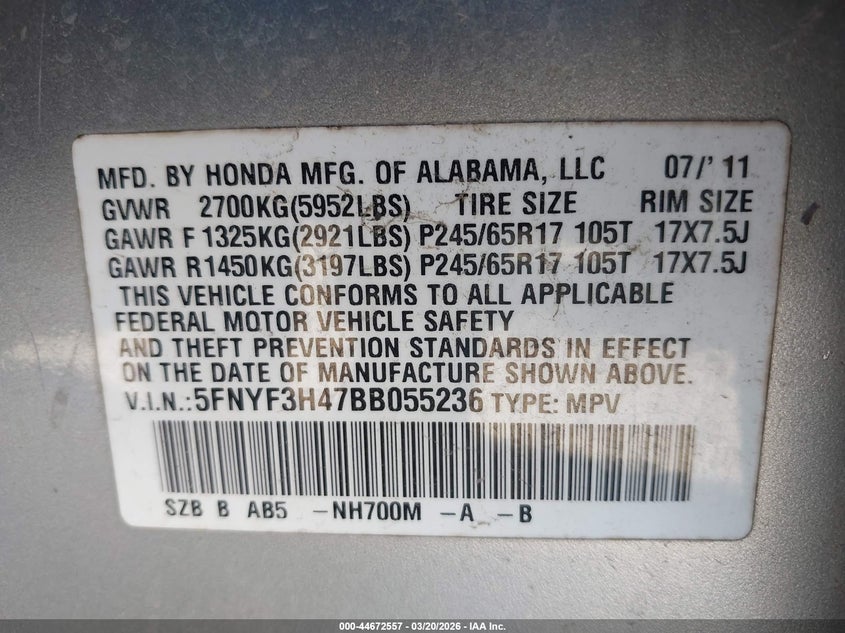 MFD. BY HONDA MFG. OF ALABAMA, LLC 07/'11
GVWR 2700KG(5952LBS) TIRE SIZE RIM SIZE
GAWR F 1325KG(2921LBS) P245/65R17 105T 17X7.5J
GAWR R1450KG(3197LBS) P245/65R17 105T 17X7.5J
THIS VEHICLE CONFORMS TO ALL APPLICABLE
FEDERAL MOTOR VEHICLE SAFETY
AND THEFT PREVENTION STANDARDS IN EFFECT
ON THE DATE OF MANUFACTURE SHOWN ABOVE.
V.I.N.:5FNYF3H47BB055236 TYPE: MPV
SZB B AB5 -NH700M -A -B
000-44672557 - 03/20/2026 - IAA Inc.